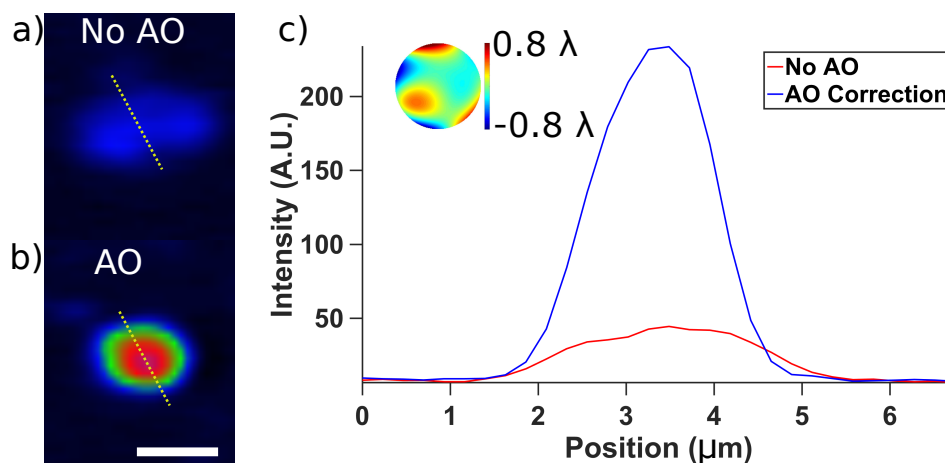 a)
No AO
b)
AO
c)
0.8 λ
-0.8 λ
No AO
AO Correction
Intensity (A.U.)
200
150
100
50
0 1 2 3 4 5 6
Position (μm)